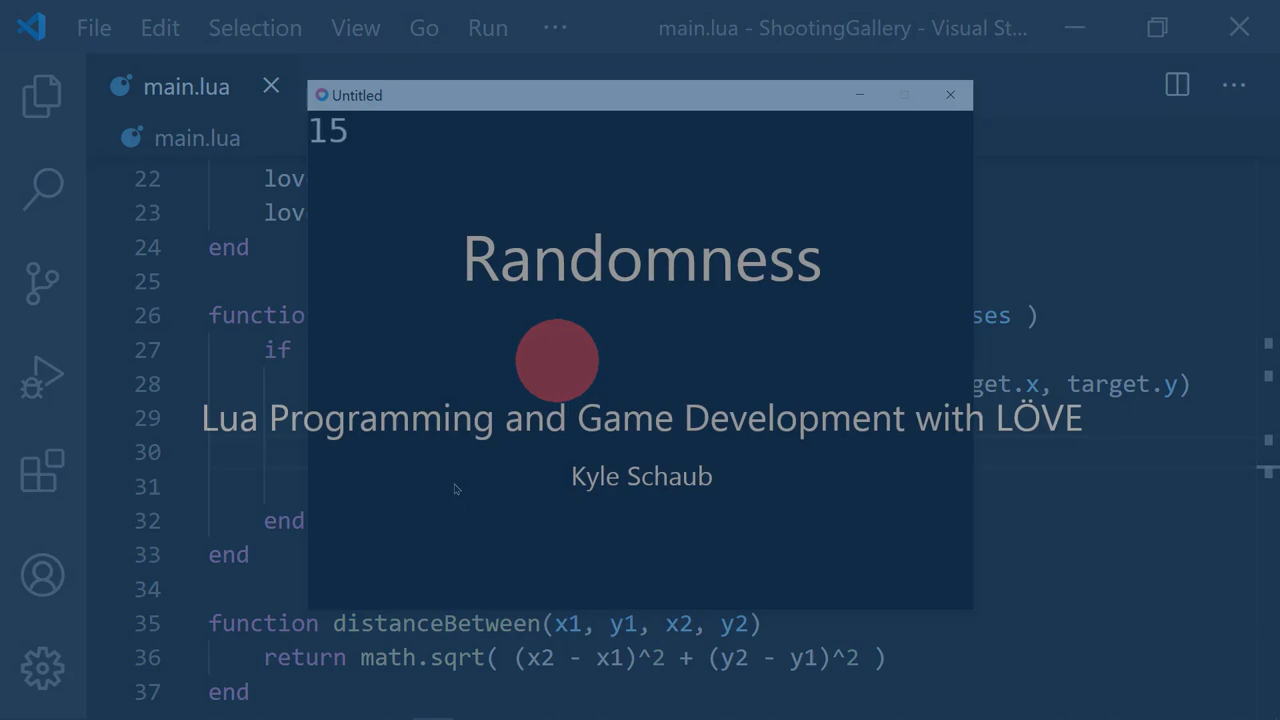 File Edit Selection View Go Run ··· main.lua - ShootingGallery - Visual St...
main.lua
main.lua
Untitled
15
Randomness
Lua Programming and Game Development with LÖVE
Kyle Schaub
22 lov
23 lov
24 end
25
26 functio ses )
27 if
28 get.x, target.y)
29
30
31
32 end
33 end
34
35 function distanceBetween(x1, y1, x2, y2)
36 return math.sqrt( (x2 - x1)^2 + (y2 - y1)^2 )
37 end